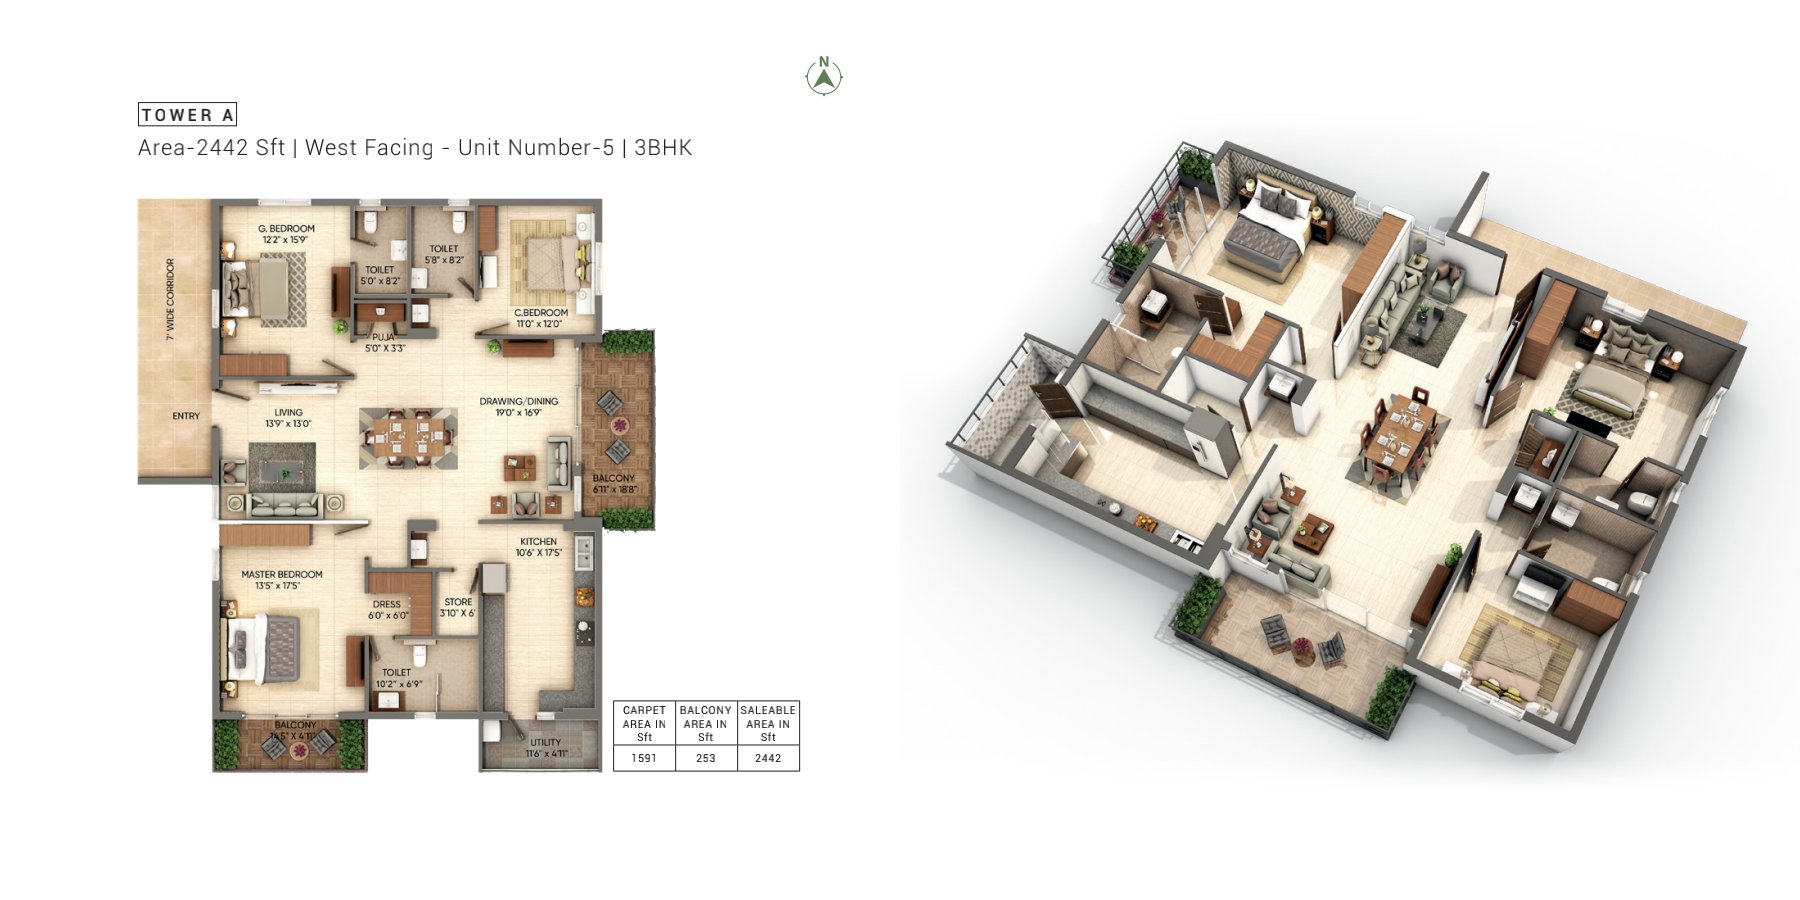 N
TOWER A
Area-2442 Sft | West Facing - Unit Number-5 | 3BHK
G. BEDROOM
12'2" x 15'9"
TOILET
5'0" x 8'2"
TOILET
5'8" x 8'2"
C.BEDROOM
11'0" x 12'0"
7' WIDE CORRIDOR
PUJA
5'0" X 3'3"
ENTRY
LIVING
13'9" x 13'0"
DRAWING/DINING
19'0" x 16'9"
BALCONY
6'11" x 18'8"
KITCHEN
10'6" X 17'5"
MASTER BEDROOM
13'5" x 17'5"
DRESS
6'0" x 6'0"
STORE
3'10" X 6'
TOILET
10'2" x 6'9"
BALCONY
14'5" X 4'11"
UTILITY
11'6" x 4'11"
CARPET AREA IN Sft
BALCONY AREA IN Sft
SALEABLE AREA IN Sft
1591
253
2442